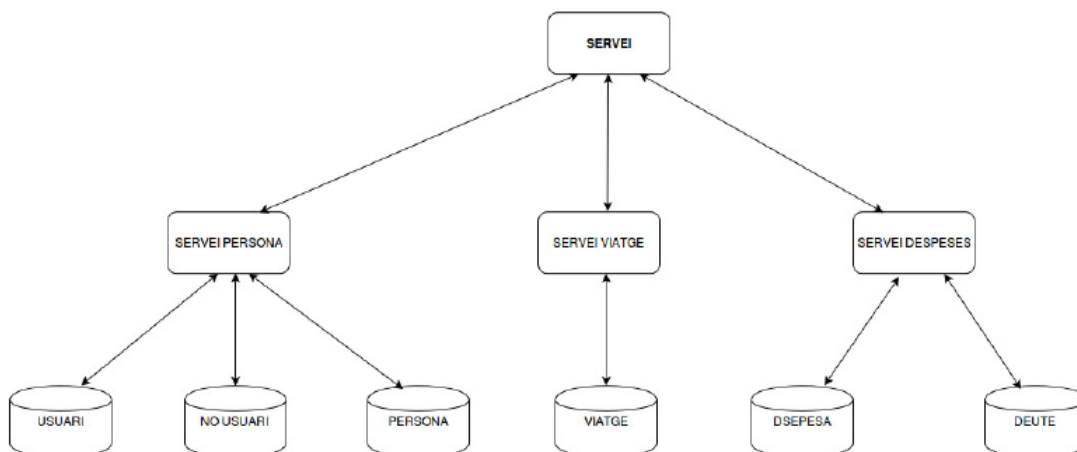 SERVEI
SERVEI PERSONA
SERVEI VIATGE
SERVEI DESPESES
USUARI
NO USUARI
PERSONA
VIATGE
DSEPESA
DEUTE